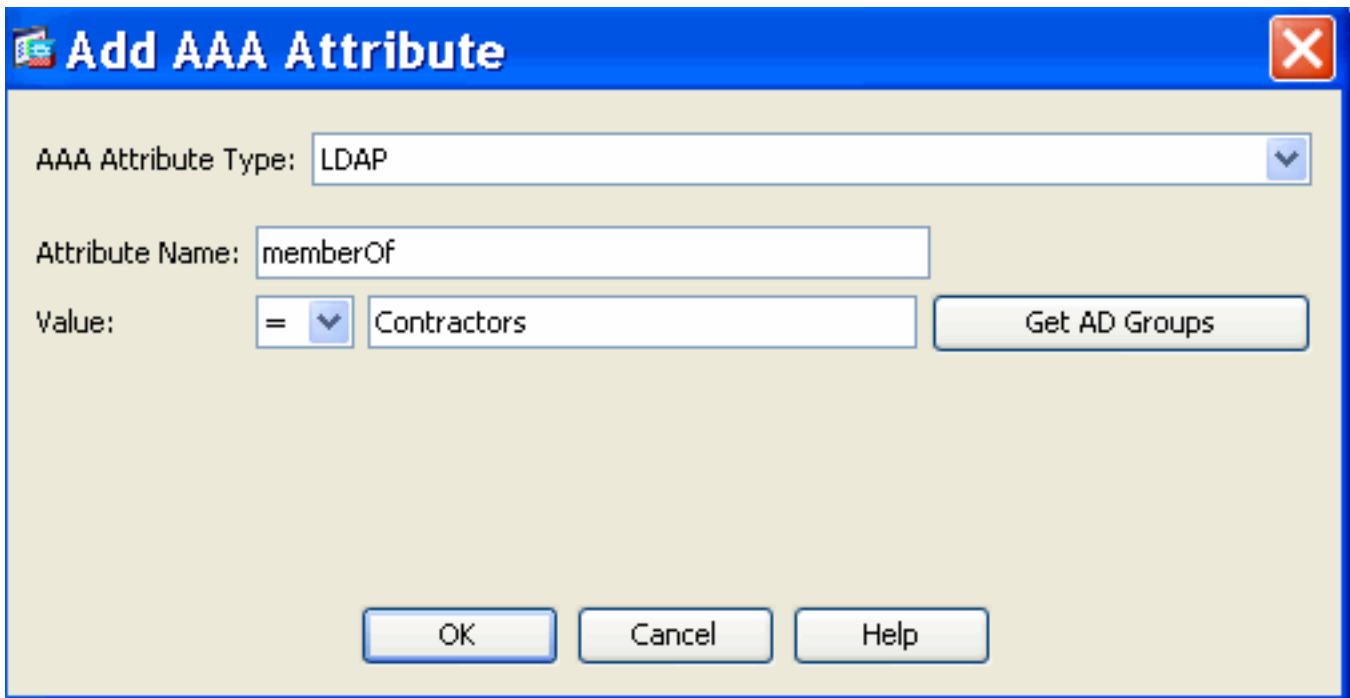 Add AAA Attribute
AAA Attribute Type: LDAP
Attribute Name: memberOf
Value: = Contractors Get AD Groups
OK Cancel Help